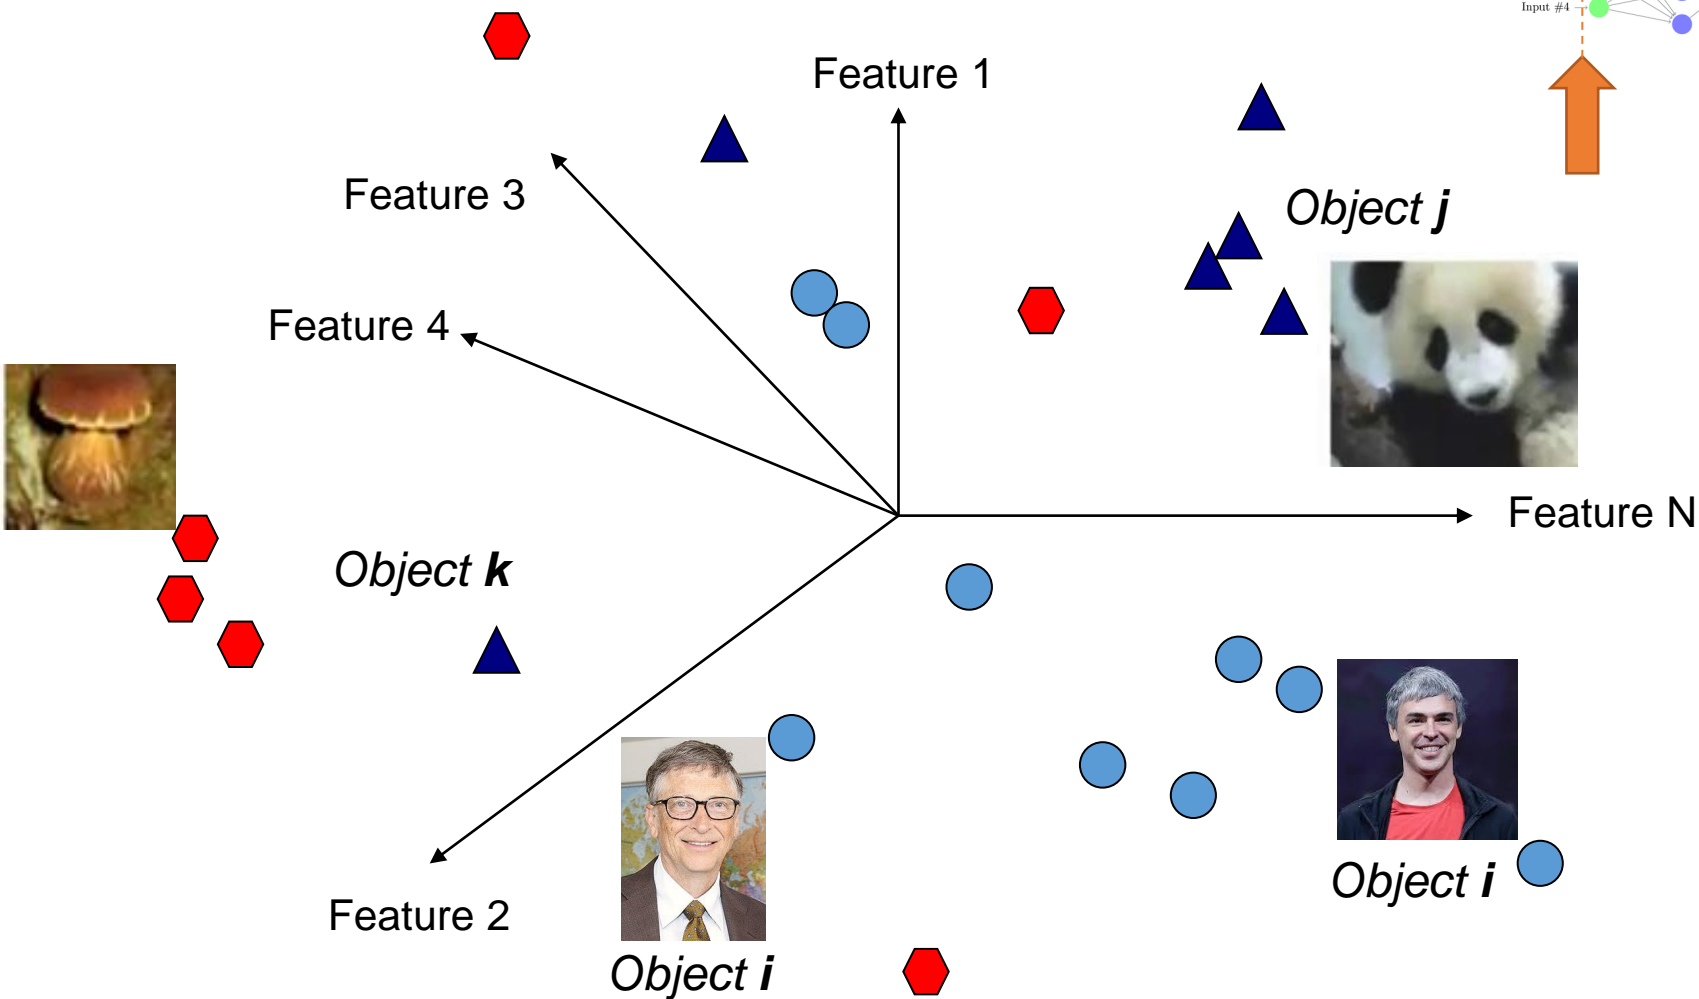 Input #4
Feature 1
Feature 3
Object j
Feature 4
Feature N
Object k
Object i
Feature 2
Object i